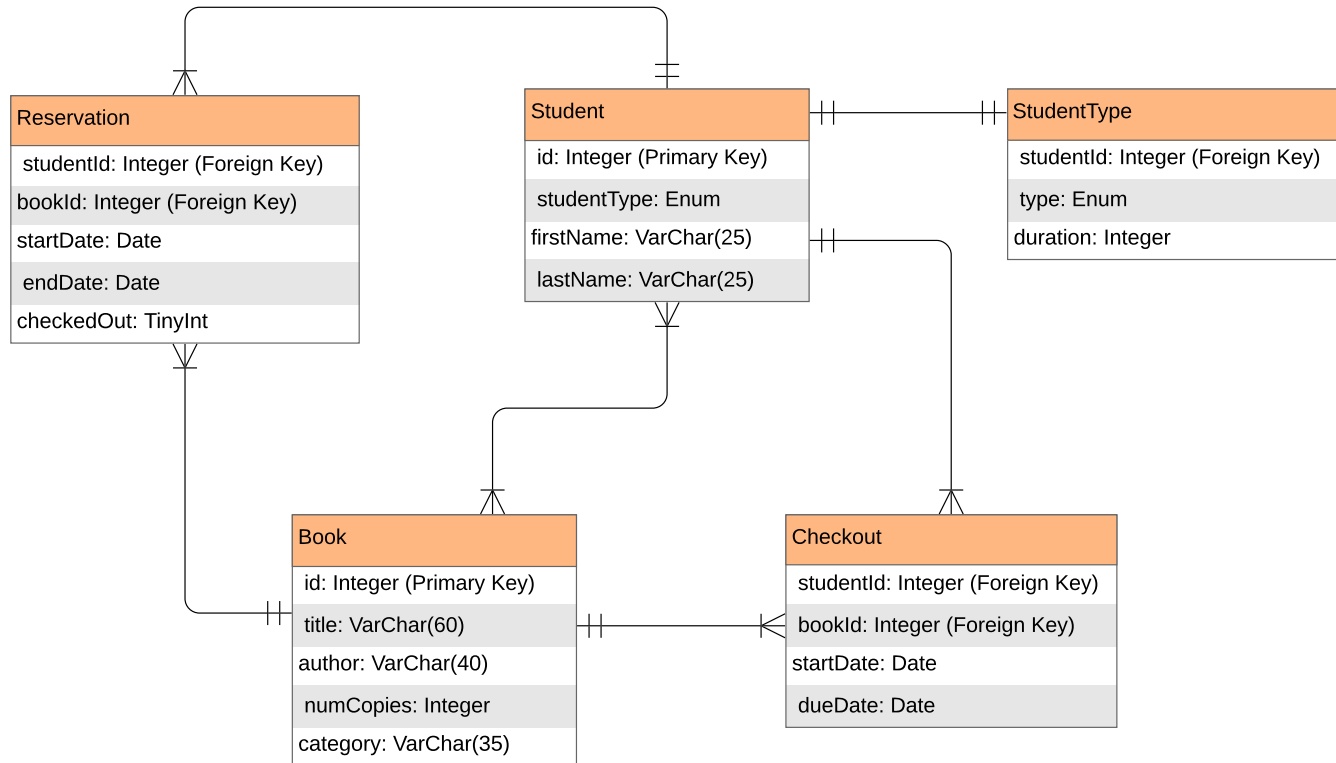 Reservation
studentId: Integer (Foreign Key)
bookId: Integer (Foreign Key)
startDate: Date
endDate: Date
checkedOut: TinyInt
Student
id: Integer (Primary Key)
studentType: Enum
firstName: VarChar(25)
lastName: VarChar(25)
StudentType
studentId: Integer (Foreign Key)
type: Enum
duration: Integer
Book
id: Integer (Primary Key)
title: VarChar(60)
author: VarChar(40)
numCopies: Integer
category: VarChar(35)
Checkout
studentId: Integer (Foreign Key)
bookId: Integer (Foreign Key)
startDate: Date
dueDate: Date